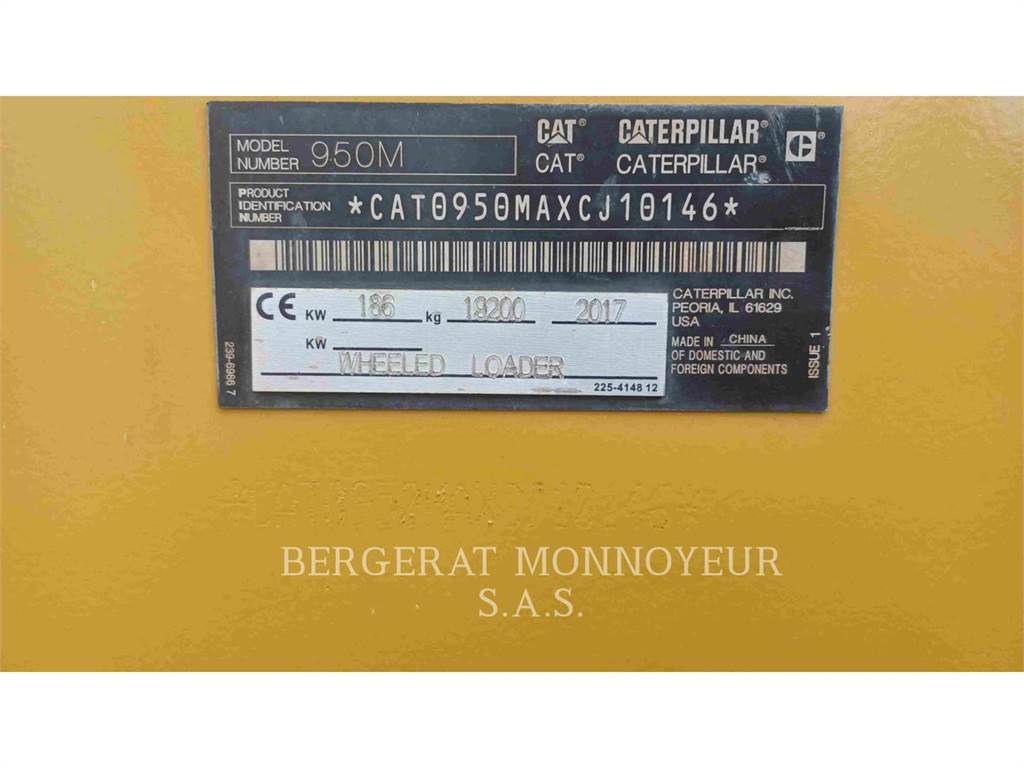 MODEL NUMBER 950M
CAT® CATERPILLAR®
CAT® CATERPILLAR®
PRODUCT IDENTIFICATION NUMBER *CAT0950MAXCJ10146*
CE KW 186 kg 19200 2017
KW
WHEELED LOADER
225-4148 12
239-6986 7
CATERPILLAR INC.
PEORIA, IL 61629
USA
MADE IN CHINA
OF DOMESTIC AND
FOREIGN COMPONENTS
ISSUE 1
BERGERAT MONNOYEUR
S.A.S.